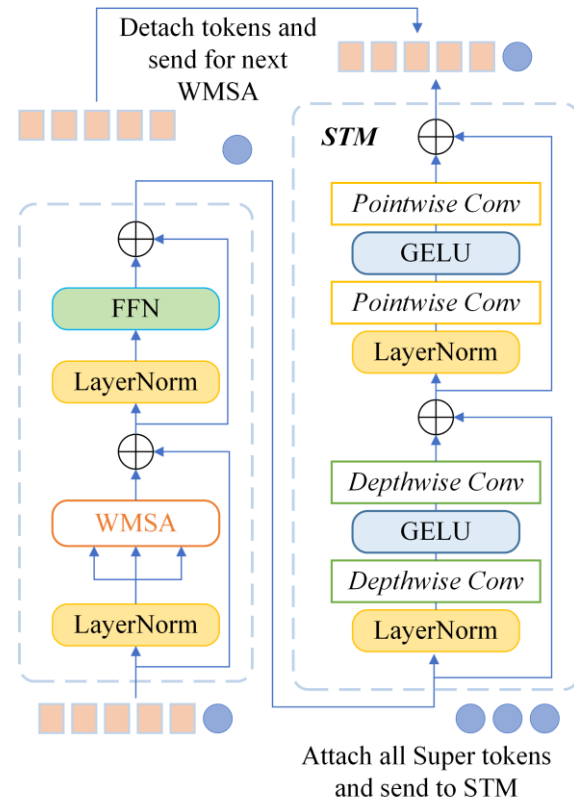 Detach tokens and
send for next
WMSA
FFN
LayerNorm
WMSA
LayerNorm
STM
Pointwise Conv
GELU
Pointwise Conv
LayerNorm
Depthwise Conv
GELU
Depthwise Conv
LayerNorm
Attach all Super tokens
and send to STM